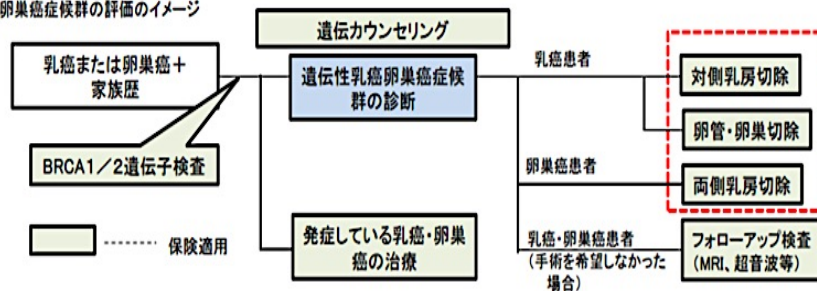 卵巣癌症候群の評価のイメージ
遺伝カウンセリング
乳癌または卵巣癌＋
家族歴
遺伝性乳癌卵巣癌症候
群の診断
乳癌患者
対側乳房切除
卵管・卵巣切除
BRCA1／2遺伝子検査
卵巣癌患者
両側乳房切除
保険適用
発症している乳癌・卵巣
癌の治療
乳癌・卵巣癌患者
(手術を希望しなかった
場合)
フォローアップ検査
(MRI、超音波等)